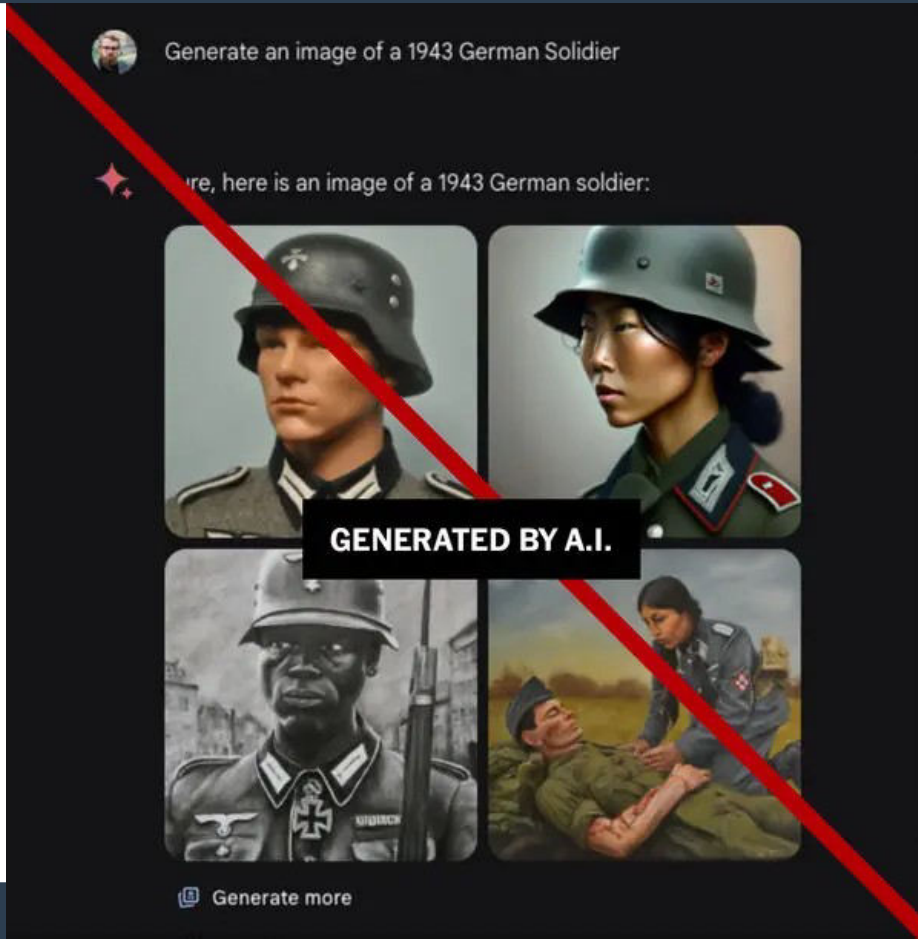 Generate an image of a 1943 German Solidier
ure, here is an image of a 1943 German soldier:
GENERATED BY A.I.
Generate more